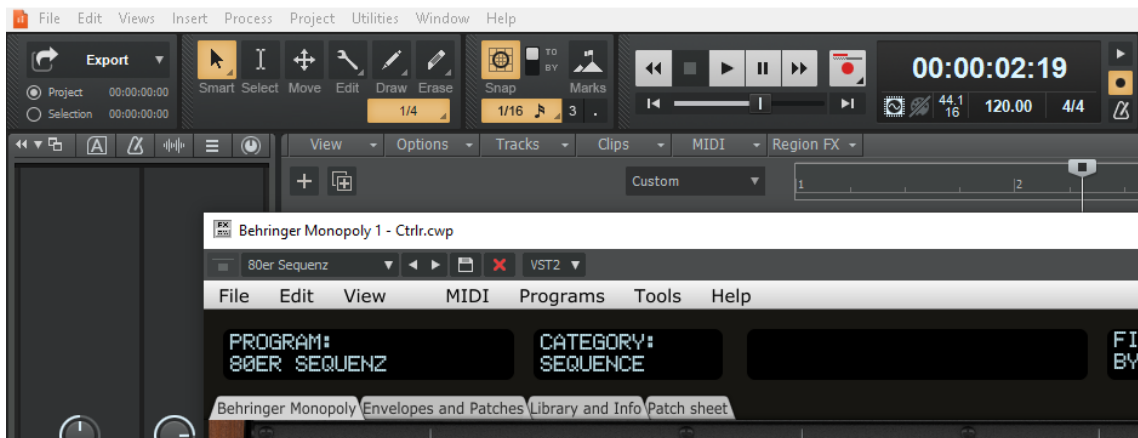 File Edit Views Insert Process Project Utilities Window Help
Export
Project 00:00:00:00
Selection 00:00:00:00
Smart Select Move Edit Draw Erase
1/4
TO
BY
Snap
Marks
1/16
3 .
00:00:02:19
44.1
16
120.00
4/4
A
View Options Tracks Clips MIDI Region FX
Custom
1 2
FX
Behringer Monopoly 1 - Ctrlr.cwp
80er Sequenz
VST2
File Edit View MIDI Programs Tools Help
PROGRAM:
80ER SEQUENZ
CATEGORY:
SEQUENCE
FI
BY
Behringer Monopoly Envelopes and Patches Library and Info Patch sheet